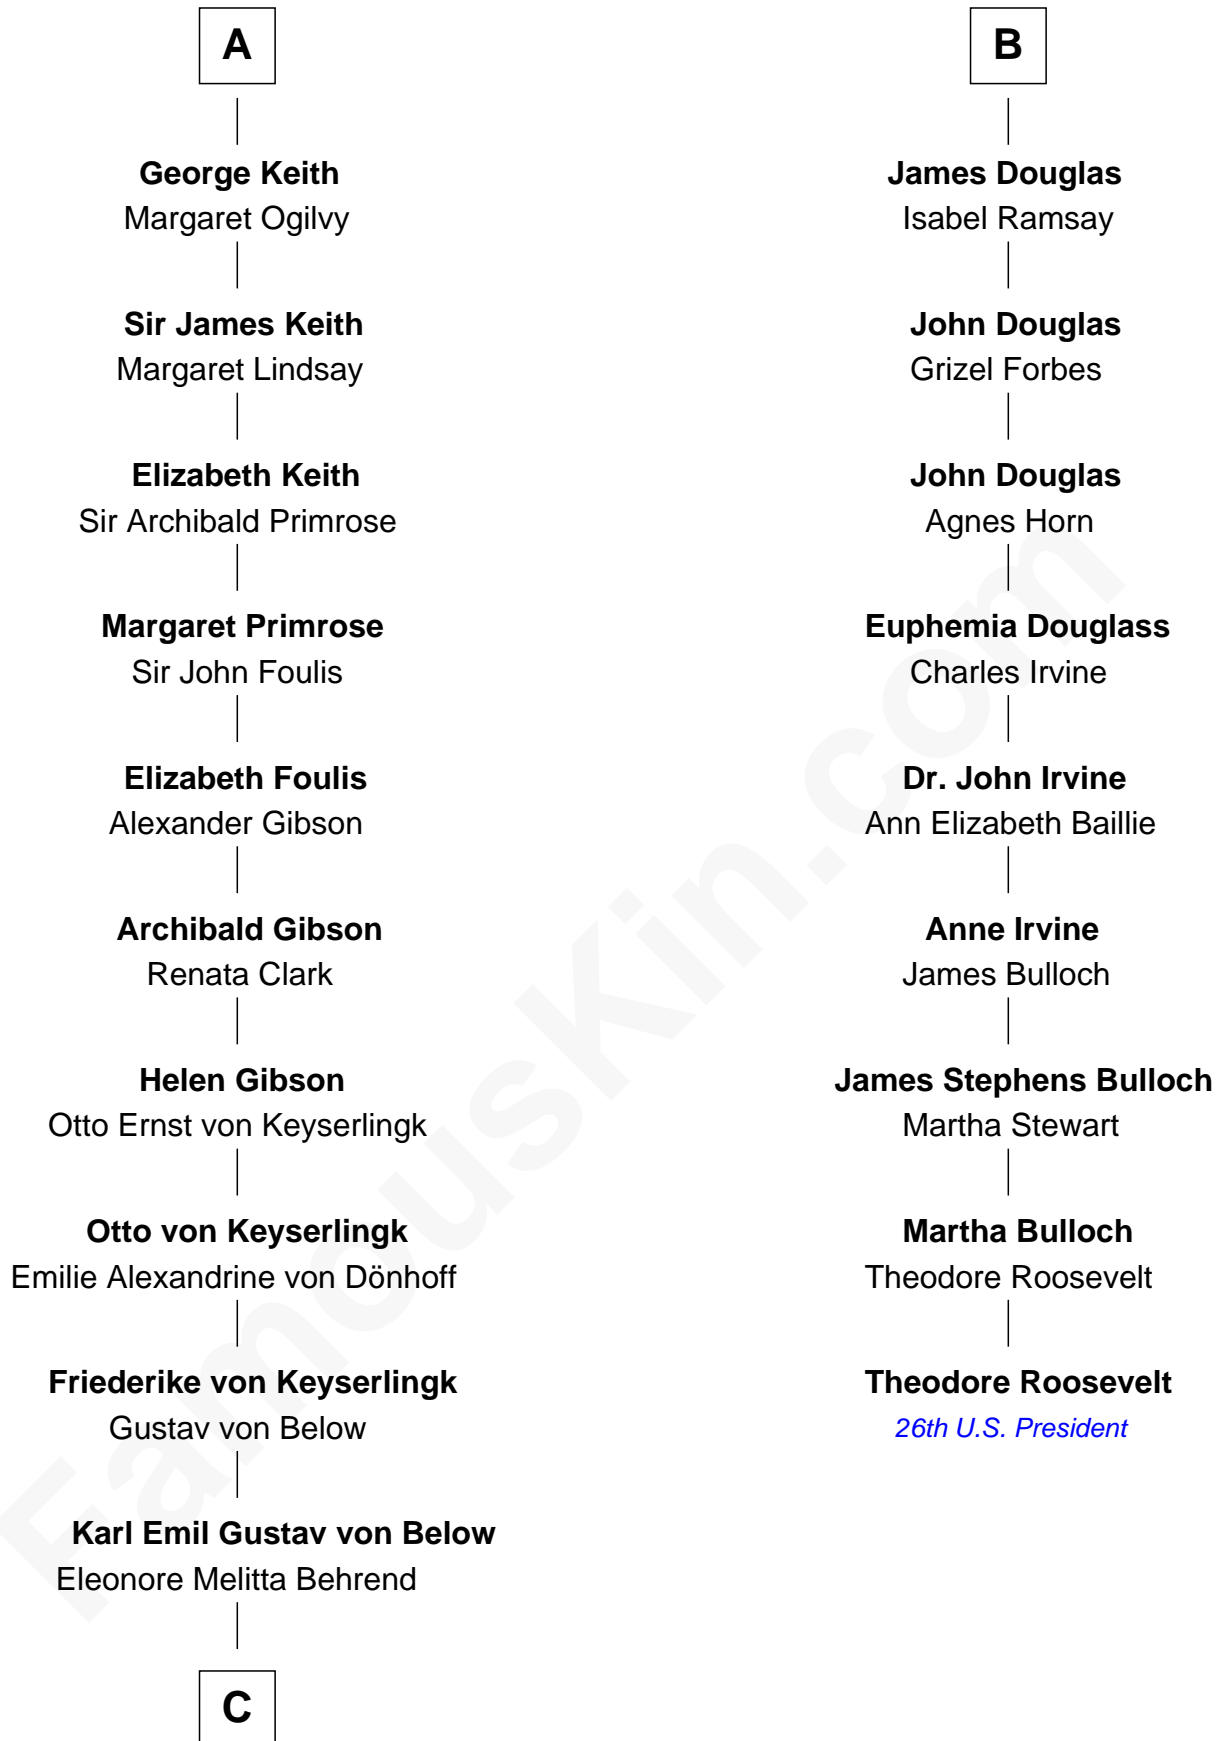 A
George Keith
Margaret Ogilvy
Sir James Keith
Margaret Lindsay
Elizabeth Keith
Sir Archibald Primrose
Margaret Primrose
Sir John Foulis
Elizabeth Foulis
Alexander Gibson
Archibald Gibson
Renata Clark
Helen Gibson
Otto Ernst von Keyserlingk
Otto von Keyserlingk
Emilie Alexandrine von Dönhoff
Friederike von Keyserlingk
Gustav von Below
Karl Emil Gustav von Below
Eleonore Melitta Behrend
C
B
James Douglas
Isabel Ramsay
John Douglas
Grizel Forbes
John Douglas
Agnes Horn
Euphemia Douglass
Charles Irvine
Dr. John Irvine
Ann Elizabeth Baillie
Anne Irvine
James Bulloch
James Stephens Bulloch
Martha Stewart
Martha Bulloch
Theodore Roosevelt
Theodore Roosevelt
26th U.S. President
FamousKin.com